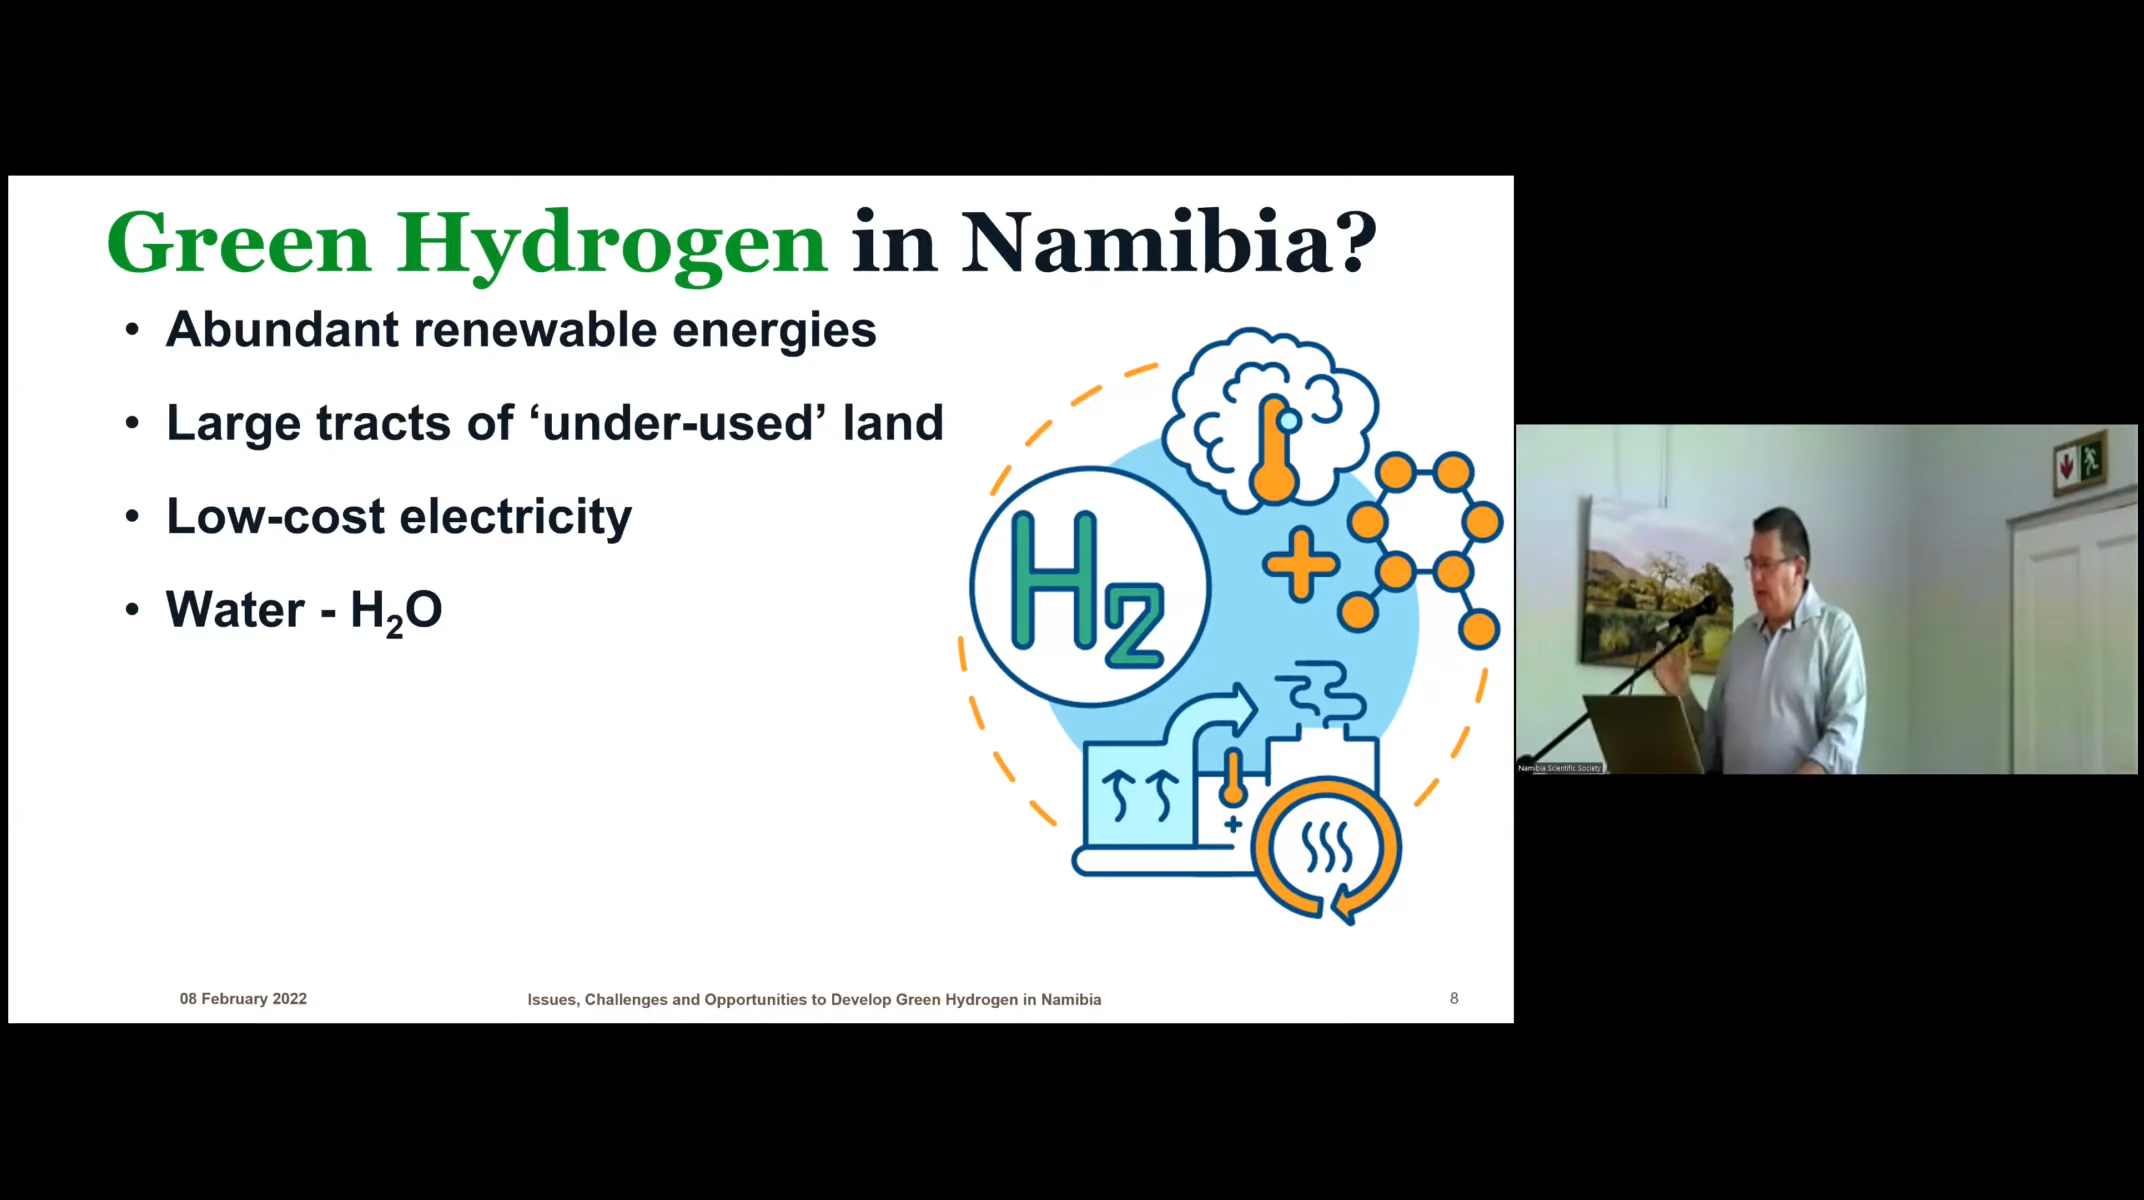 Green Hydrogen in Namibia?
• Abundant renewable energies
• Large tracts of ‘under-used’ land
• Low-cost electricity
• Water - H₂O
H₂
08 February 2022
Issues, Challenges and Opportunities to Develop Green Hydrogen in Namibia
8
Namibia Scientific Society